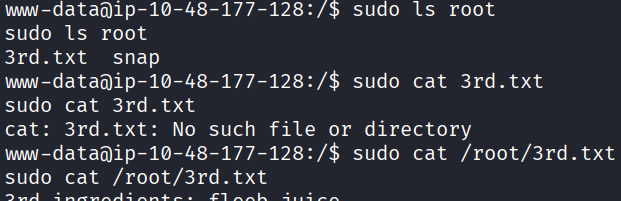 www-data@ip-10-48-177-128:/$ sudo ls root
sudo ls root
3rd.txt  snap
www-data@ip-10-48-177-128:/$ sudo cat 3rd.txt
sudo cat 3rd.txt
cat: 3rd.txt: No such file or directory
www-data@ip-10-48-177-128:/$ sudo cat /root/3rd.txt
sudo cat /root/3rd.txt
3rd ingredients: fleeb juice